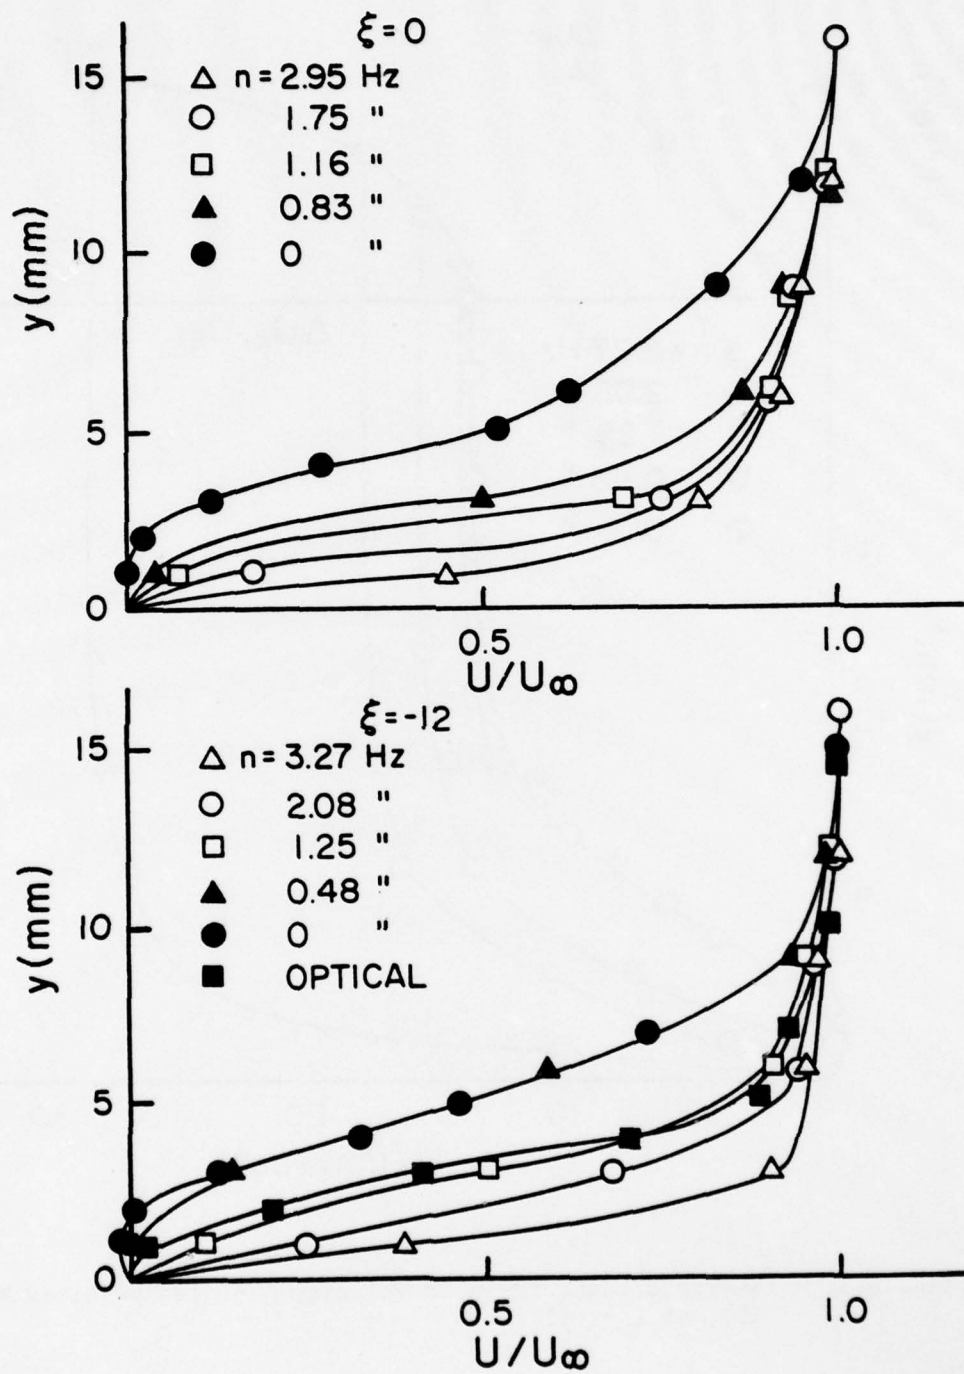 ξ=0
△ n=2.95 Hz
○ 1.75 "
□ 1.16 "
▲ 0.83 "
● 0 "
15
10
5
0
y(mm)
0.5
1.0
U/U∞
ξ=-12
△ n=3.27 Hz
○ 2.08 "
□ 1.25 "
▲ 0.48 "
● 0 "
■ OPTICAL
15
10
5
0
y(mm)
0.5
1.0
U/U∞